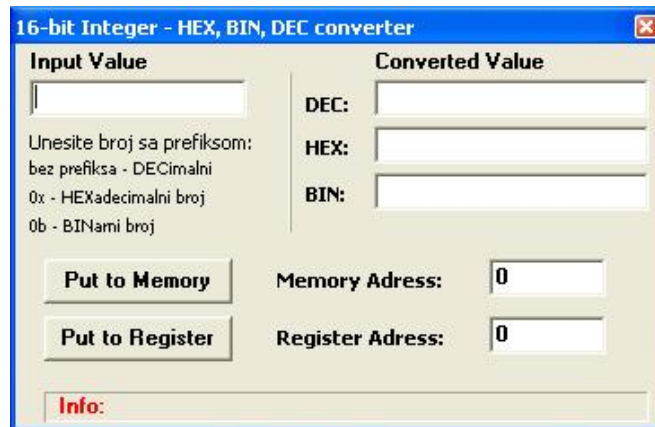 16-bit Integer - HEX, BIN, DEC converter
Input Value
Converted Value
DEC:
Unesite broj sa prefiksom:
HEX:
bez prefiksa - DECimalni
0x - HEXadecimalni broj
BIN:
0b - BINarni broj
Put to Memory
Memory Adress:
0
Put to Register
Register Adress:
0
Info: